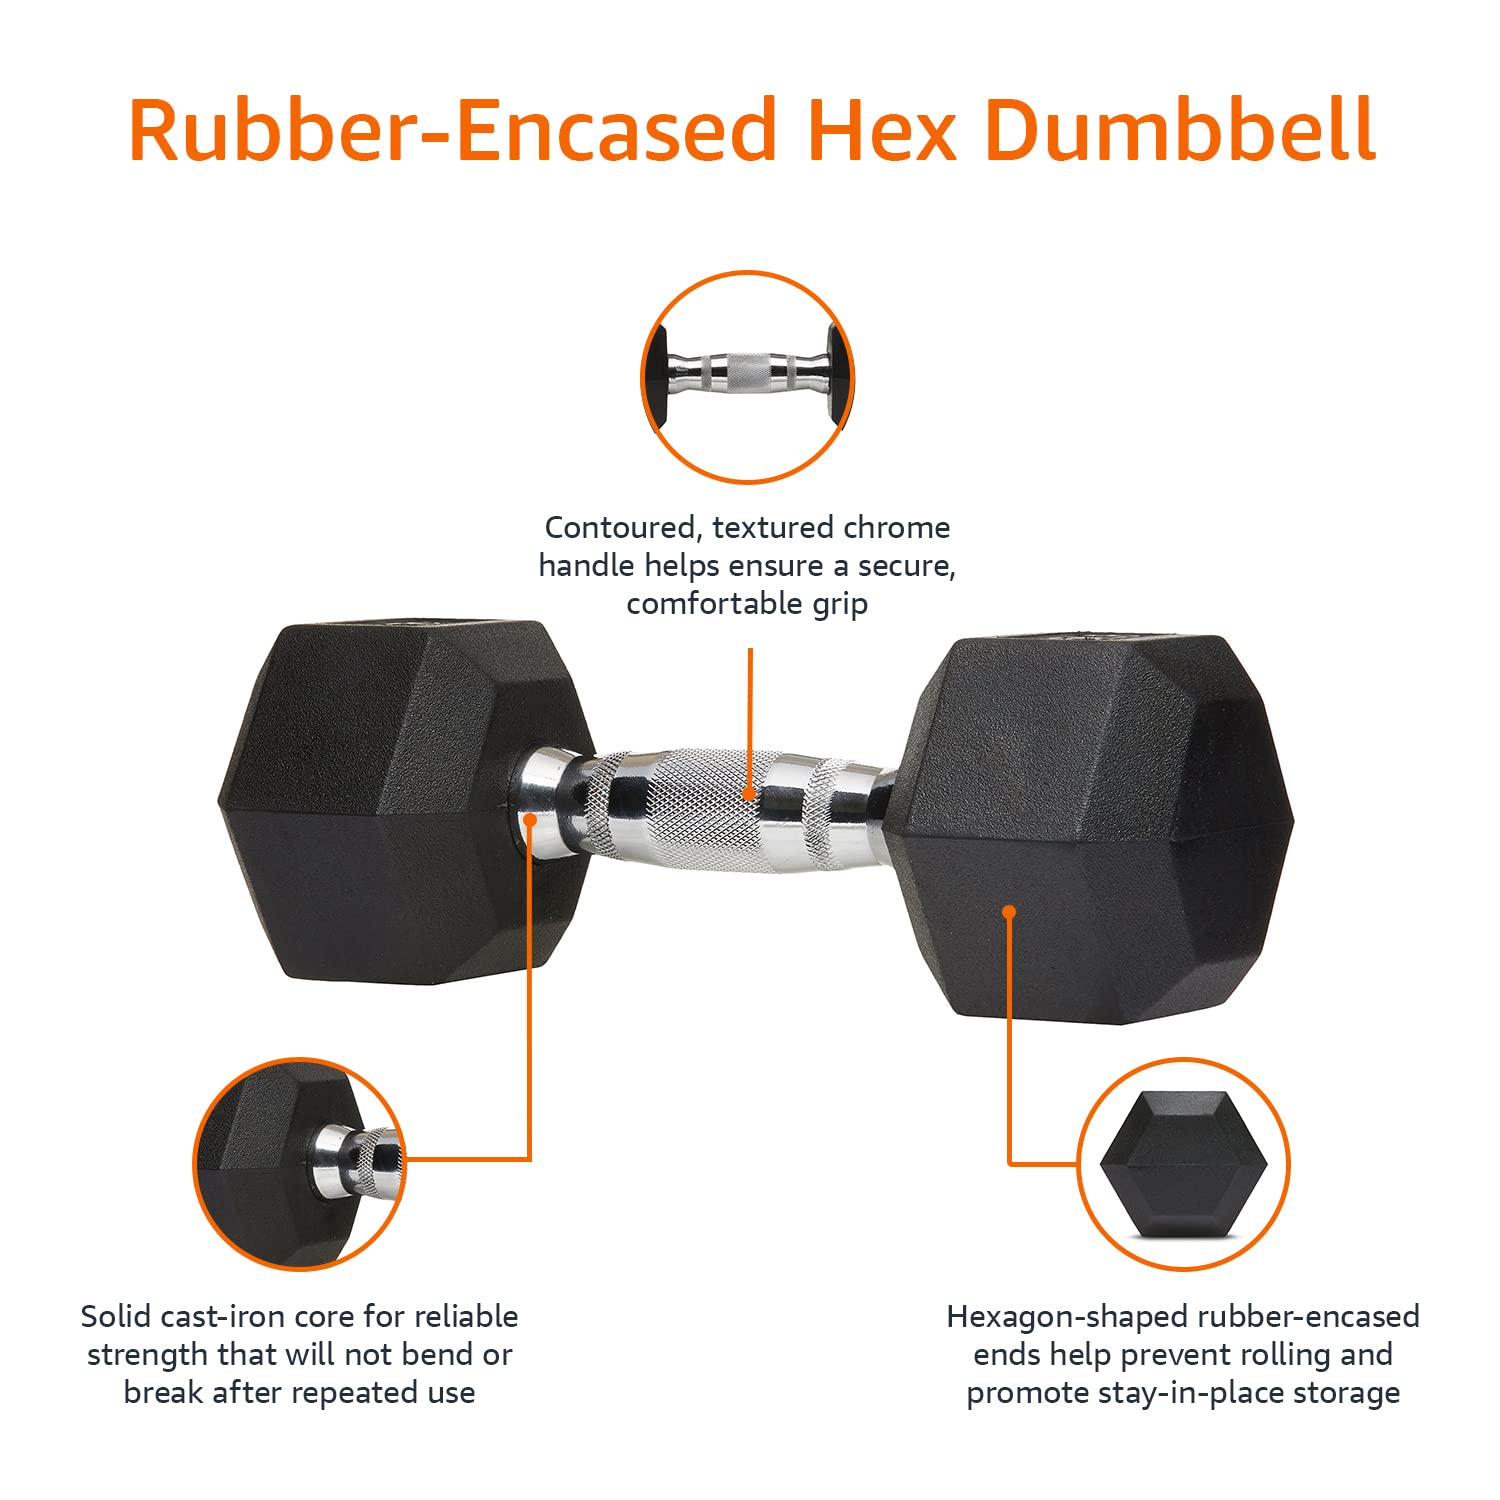 Rubber-Encased Hex Dumbbell
Contoured, textured chrome
handle helps ensure a secure,
comfortable grip
Solid cast-iron core for reliable
strength that will not bend or
break after repeated use
Hexagon-shaped rubber-encased
ends help prevent rolling and
promote stay-in-place storage